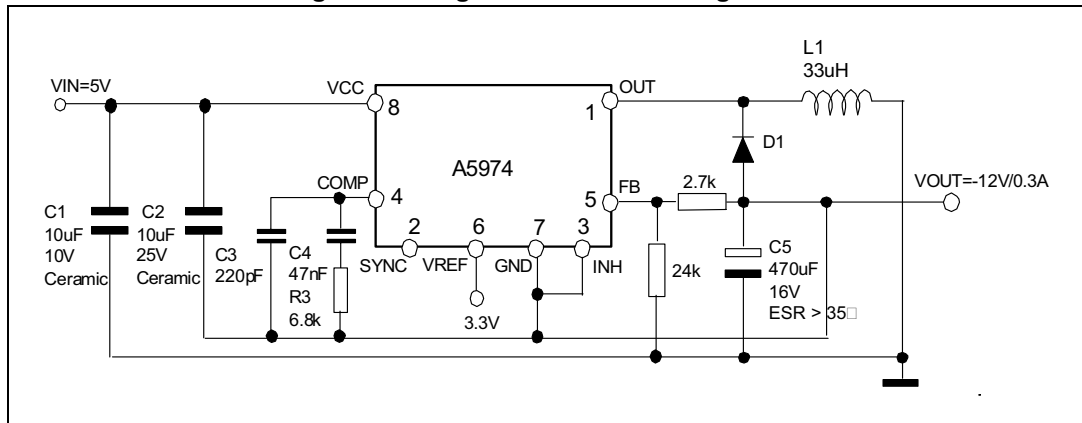 VIN=5V
VCC
8
OUT
1
L1
33uH
D1
A5974
COMP
4
FB
5
2.7k
VOUT=-12V/0.3A
C1
10uF
10V
Ceramic
C2
10uF
25V
Ceramic
C3
220pF
C4
47nF
R3
6.8k
2
SYNC
6
VREF
3.3V
7
GND
3
INH
24k
C5
470uF
16V
ESR > 35□